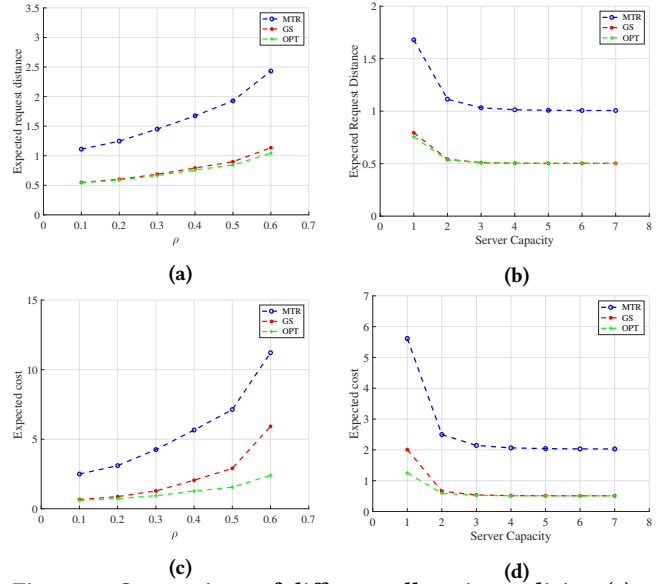 3.5
3
2.5
2
1.5
1
0.5
0
0 0.1 0.2 0.3 0.4 0.5 0.6 0.7
ρ
Expected request distance
MTR
GS
OPT
(a)
2
1.5
1
0.5
0
0 1 2 3 4 5 6 7 8
Server Capacity
Expected Request Distance
MTR
GS
OPT
(b)
15
10
5
0
0 0.1 0.2 0.3 0.4 0.5 0.6 0.7
ρ
Expected cost
MTR
GS
OPT
(c)
7
6
5
4
3
2
1
0
0 1 2 3 4 5 6 7 8
Server Capacity
Expected cost
MTR
GS
OPT
(d)